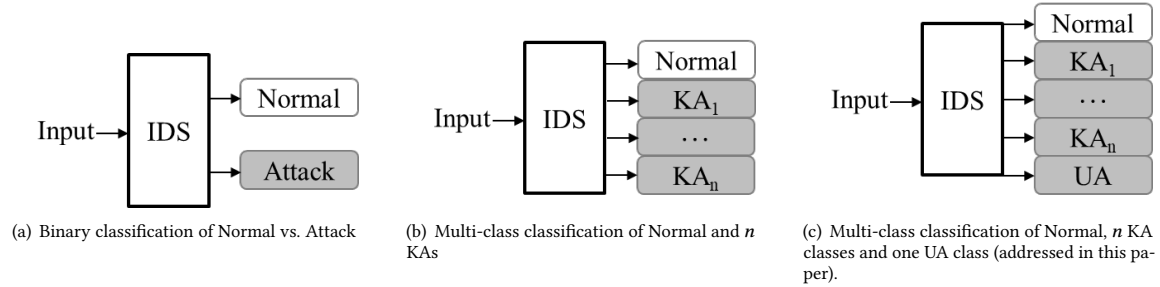 Input
IDS
Normal
Attack
(a) Binary classification of Normal vs. Attack
Input
IDS
Normal
KA1
...
KAn
(b) Multi-class classification of Normal and n
KAs
Input
IDS
Normal
KA1
...
KAn
UA
(c) Multi-class classification of Normal, n KA
classes and one UA class (addressed in this pa-
per).